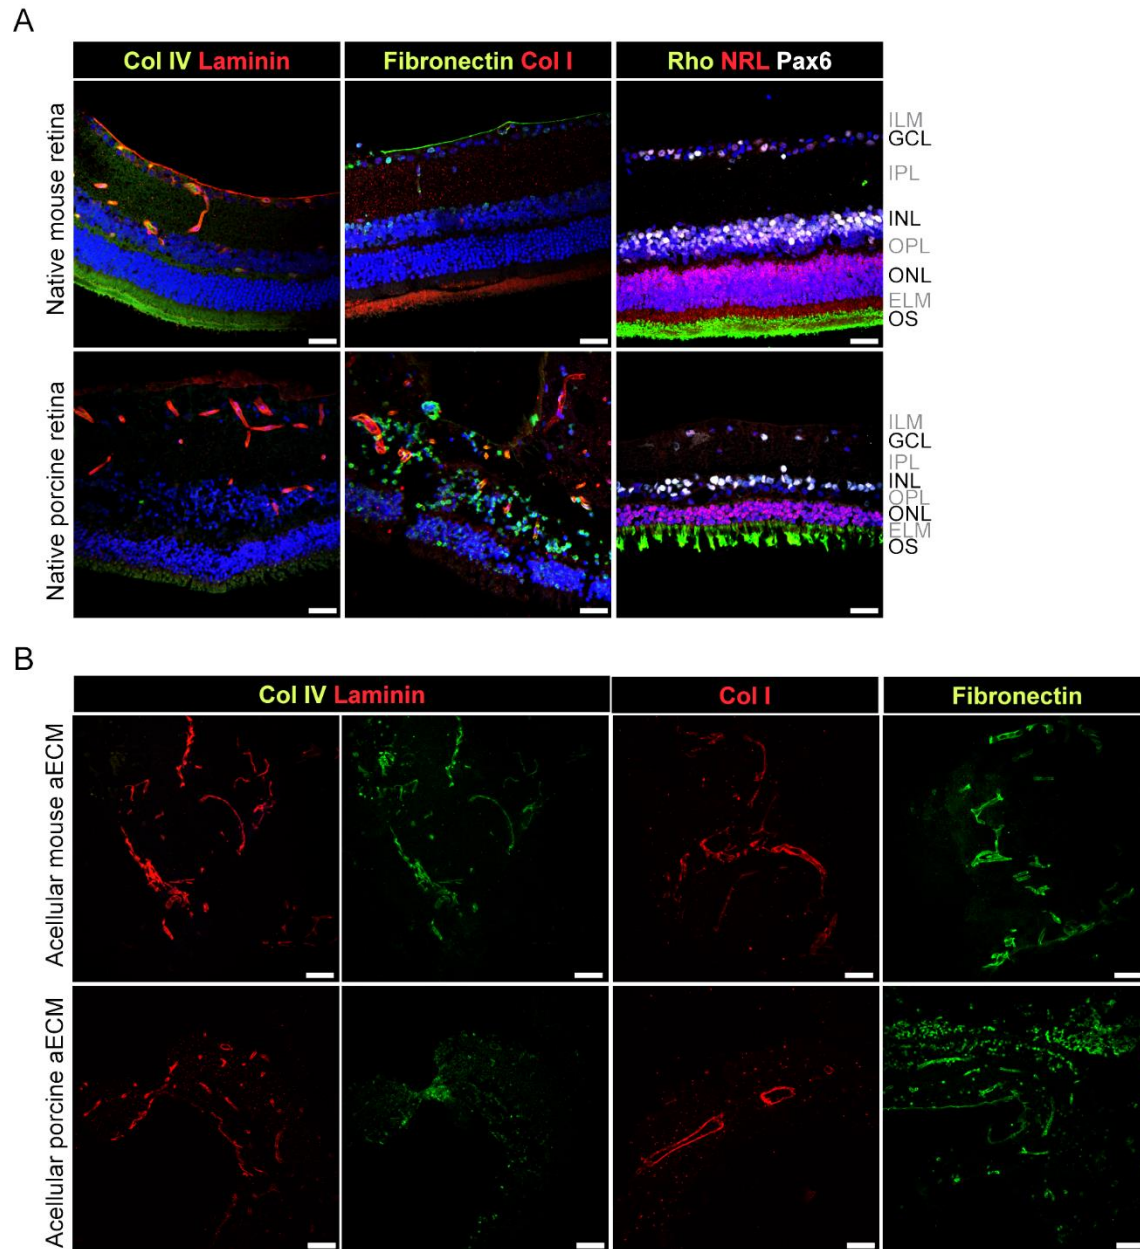 A
Col IV Laminin
Fibronectin Col I
Rho NRL Pax6
Native mouse retina
ILM
GCL
IPL
INL
OPL
ONL
ELM
OS
Native porcine retina
ILM
GCL
IPL
INL
OPL
ONL
ELM
OS
B
Col IV Laminin
Col I
Fibronectin
Acellular mouse aECM
Acellular porcine aECM